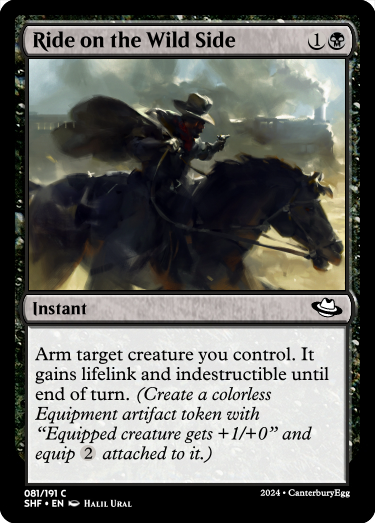 Ride on the Wild Side 1
Instant
Arm target creature you control. It
gains lifelink and indestructible until
end of turn. (Create a colorless
Equipment artifact token with
“Equipped creature gets +1/+0” and
equip 2 attached to it.)
081/191 C
SHF • EN Halil Ural
2024 • CanterburyEgg